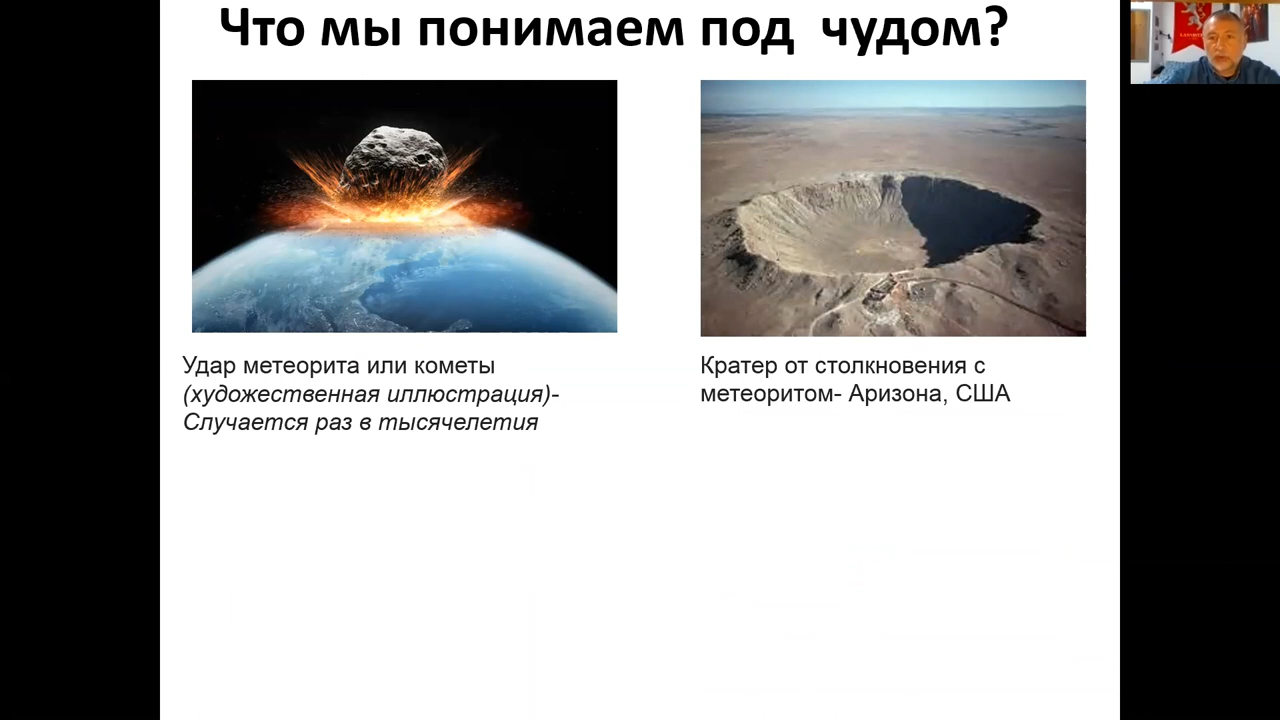 Что мы понимаем под  чудом?
Удар метеорита или кометы
(художественная иллюстрация)-
Случается раз в тысячелетия
Кратер от столкновения с
метеоритом- Аризона, США